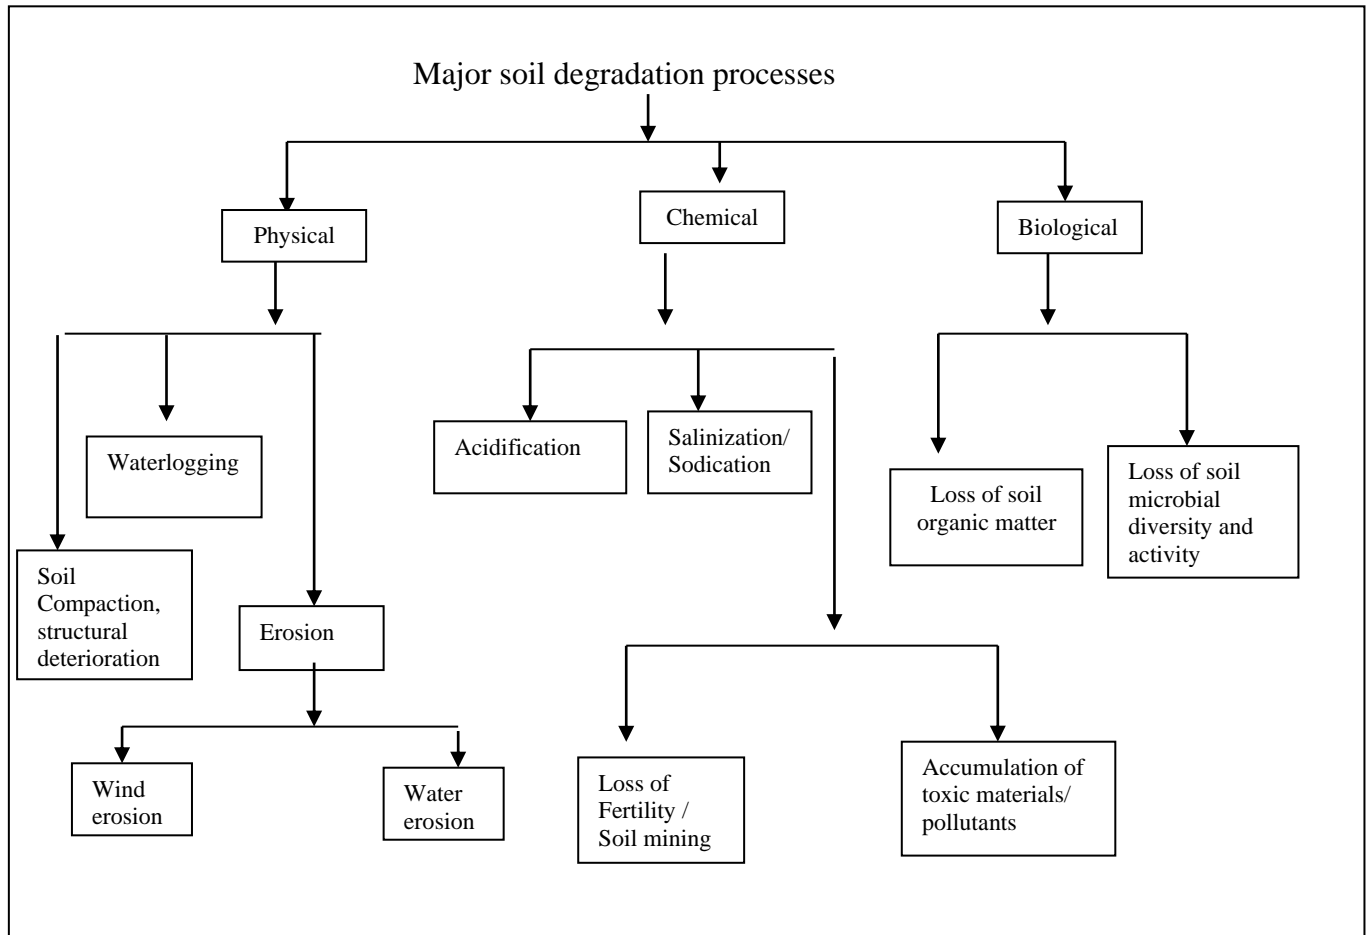 Major soil degradation processes
Physical
Chemical
Biological
Waterlogging
Acidification
Salinization/
Sodication
Loss of soil
organic matter
Loss of soil
microbial
diversity and
activity
Soil
Compaction,
structural
deterioration
Erosion
Wind
erosion
Water
erosion
Loss of
Fertility /
Soil mining
Accumulation of
toxic materials/
pollutants